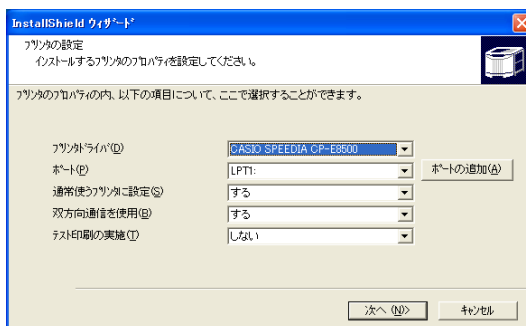 InstallShield ウィザード
プリンタの設定
インストールするプリンタのプロパティを設定してください。
プリンタのプロパティの内、以下の項目について、ここで選択することができます。
プリンタドライバ(D) CASIO SPEEDIA CP-E8500
ポート(P) LPT1: ポートの追加(A)
通常使うプリンタに設定(S) する
双方向通信を使用(B) する
テスト印刷の実施(T) しない
次へ (N)> キャンセル